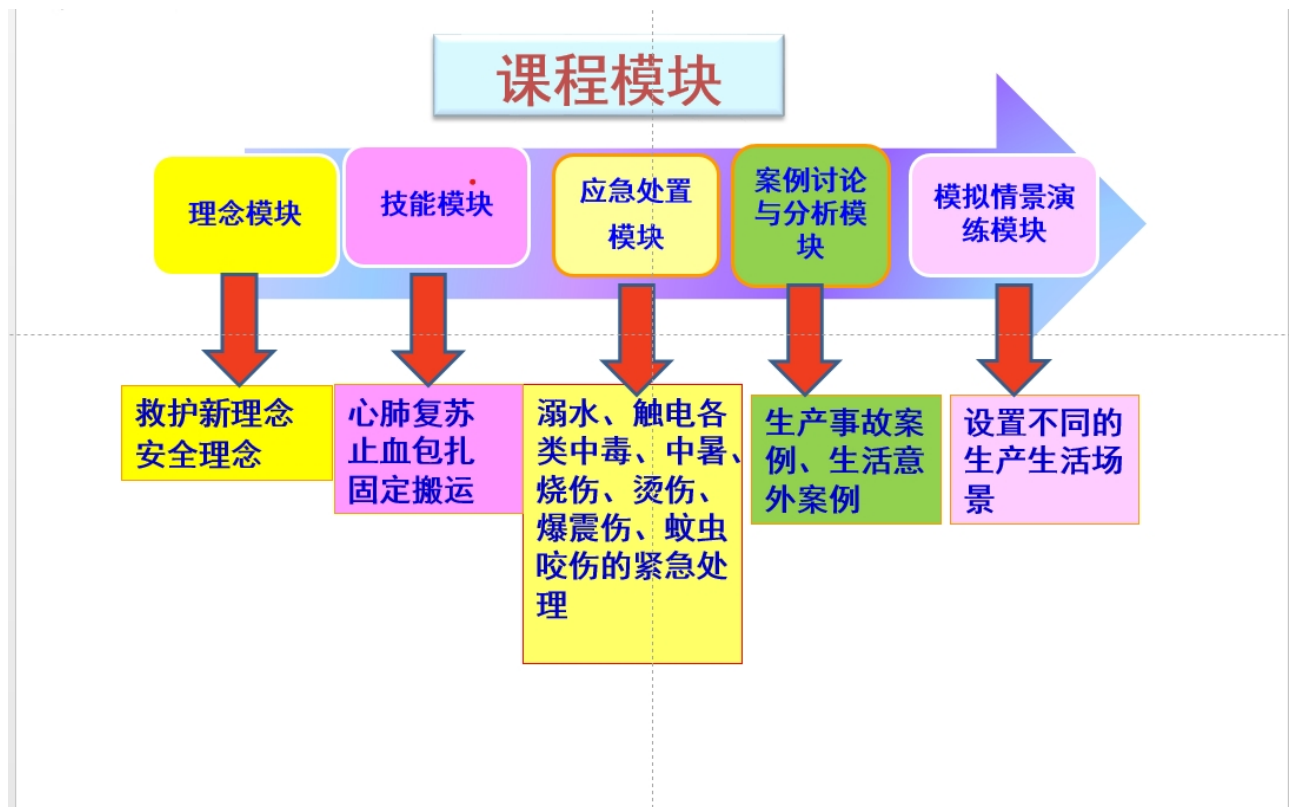 课程模块
理念模块
技能模块
应急处置
模块
案例讨论
与分析模
块
模拟情景演
练模块
救护新理念
安全理念
心肺复苏
止血包扎
固定搬运
溺水、触电各
类中毒、中暑、
烧伤、烫伤、
爆震伤、蚊虫
咬伤的紧急处
理
生产事故案
例、生活意
外案例
设置不同的
生产生活场
景